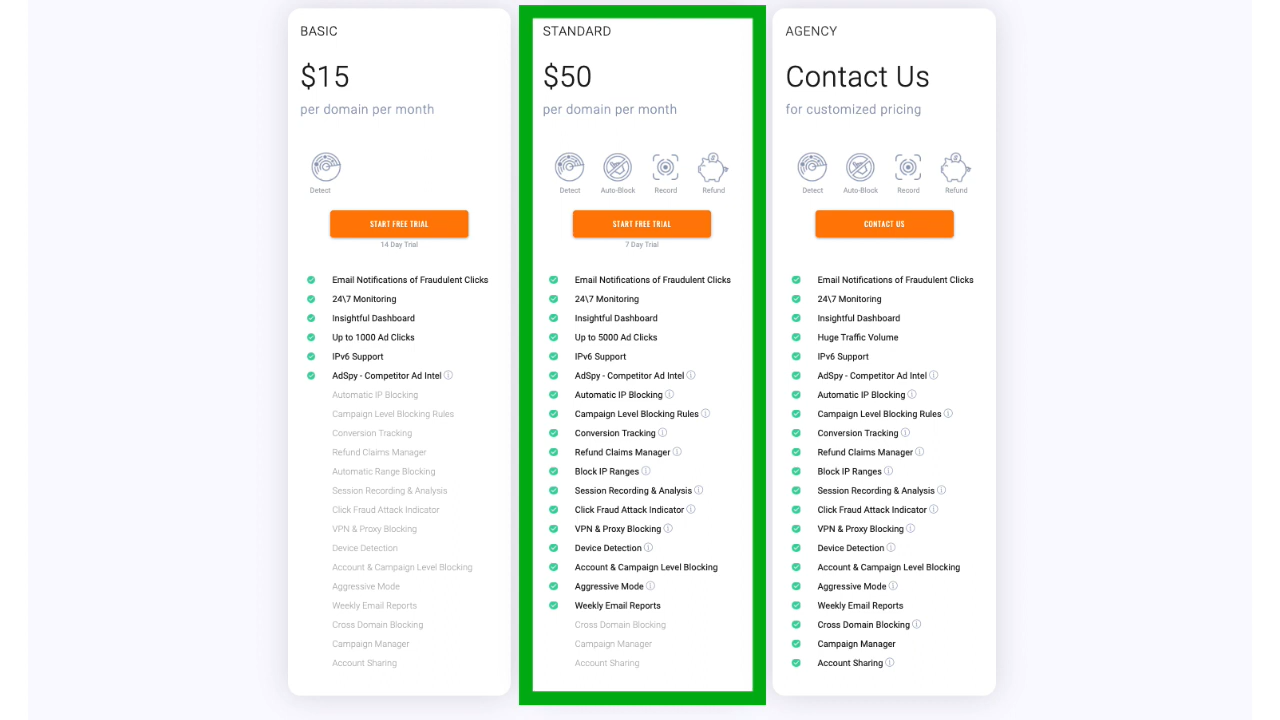 BASIC
$15
per domain per month
Detect
START FREE TRIAL
14 Day Trial
Email Notifications of Fraudulent Clicks
24\7 Monitoring
Insightful Dashboard
Up to 1000 Ad Clicks
IPv6 Support
AdSpy - Competitor Ad Intel
Automatic IP Blocking
Campaign Level Blocking Rules
Conversion Tracking
Refund Claims Manager
Automatic Range Blocking
Session Recording & Analysis
Click Fraud Attack Indicator
VPN & Proxy Blocking
Device Detection
Account & Campaign Level Blocking
Aggressive Mode
Weekly Email Reports
Cross Domain Blocking
Campaign Manager
Account Sharing
STANDARD
$50
per domain per month
Detect Auto-Block Record Refund
START FREE TRIAL
7 Day Trial
Email Notifications of Fraudulent Clicks
24\7 Monitoring
Insightful Dashboard
Up to 5000 Ad Clicks
IPv6 Support
AdSpy - Competitor Ad Intel
Automatic IP Blocking
Campaign Level Blocking Rules
Conversion Tracking
Refund Claims Manager
Block IP Ranges
Session Recording & Analysis
Click Fraud Attack Indicator
VPN & Proxy Blocking
Device Detection
Account & Campaign Level Blocking
Aggressive Mode
Weekly Email Reports
Cross Domain Blocking
Campaign Manager
Account Sharing
AGENCY
Contact Us
for customized pricing
Detect Auto-Block Record Refund
CONTACT US
Email Notifications of Fraudulent Clicks
24\7 Monitoring
Insightful Dashboard
Huge Traffic Volume
IPv6 Support
AdSpy - Competitor Ad Intel
Automatic IP Blocking
Campaign Level Blocking Rules
Conversion Tracking
Refund Claims Manager
Block IP Ranges
Session Recording & Analysis
Click Fraud Attack Indicator
VPN & Proxy Blocking
Device Detection
Account & Campaign Level Blocking
Aggressive Mode
Weekly Email Reports
Cross Domain Blocking
Campaign Manager
Account Sharing